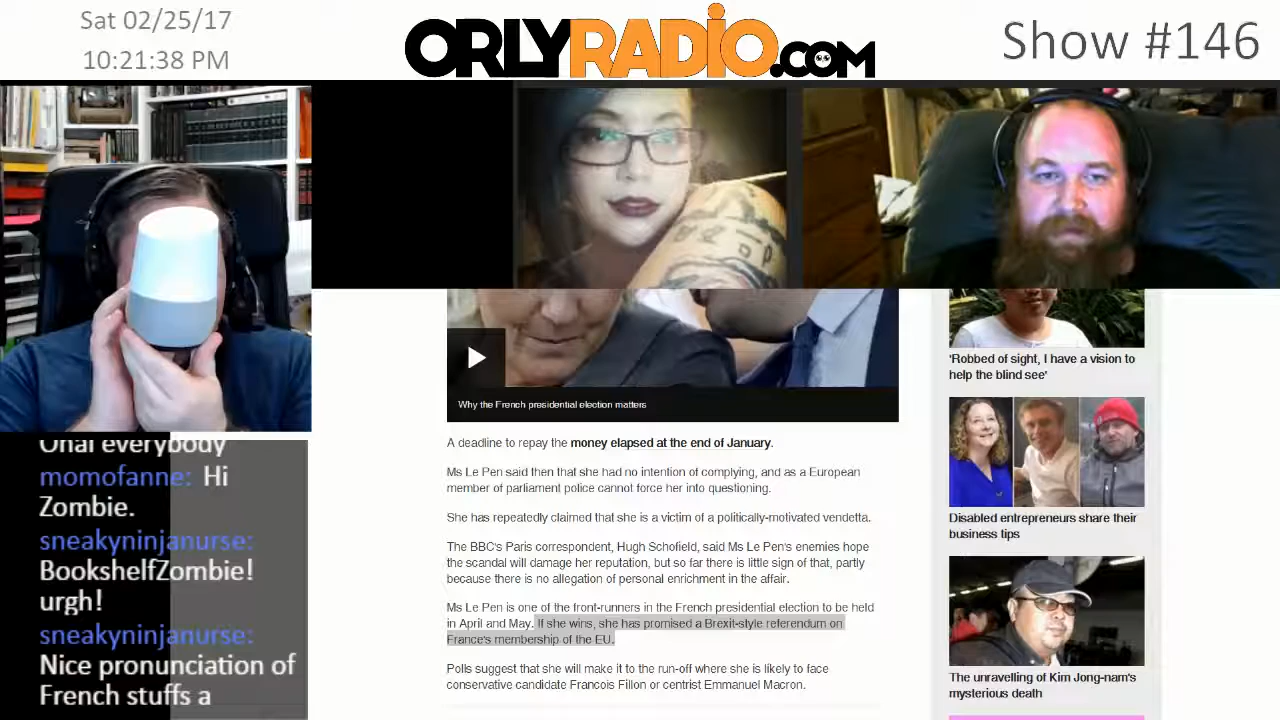 Sat 02/25/17
10:21:38 PM
ORLYRADIO.COM
Show #146
Ohai everybody
momofanne: Hi
Zombie.
sneakyninjanurse:
BookshelfZombie!
urgh!
sneakyninjanurse:
Nice pronunciation of
French stuffs a
Why the French presidential election matters
A deadline to repay the money elapsed at the end of January.
Ms Le Pen said then that she had no intention of complying, and as a European
member of parliament police cannot force her into questioning.
She has repeatedly claimed that she is a victim of a politically-motivated vendetta.
The BBC's Paris correspondent, Hugh Schofield, said Ms Le Pen's enemies hope
the scandal will damage her reputation, but so far there is little sign of that, partly
because there is no allegation of personal enrichment in the affair.
Ms Le Pen is one of the front-runners in the French presidential election to be held
in April and May. If she wins, she has promised a Brexit-style referendum on
France's membership of the EU.
Polls suggest that she will make it to the run-off where she is likely to face
conservative candidate Francois Fillon or centrist Emmanuel Macron.
'Robbed of sight, I have a vision to
help the blind see'
Disabled entrepreneurs share their
business tips
The unravelling of Kim Jong-nam's
mysterious death